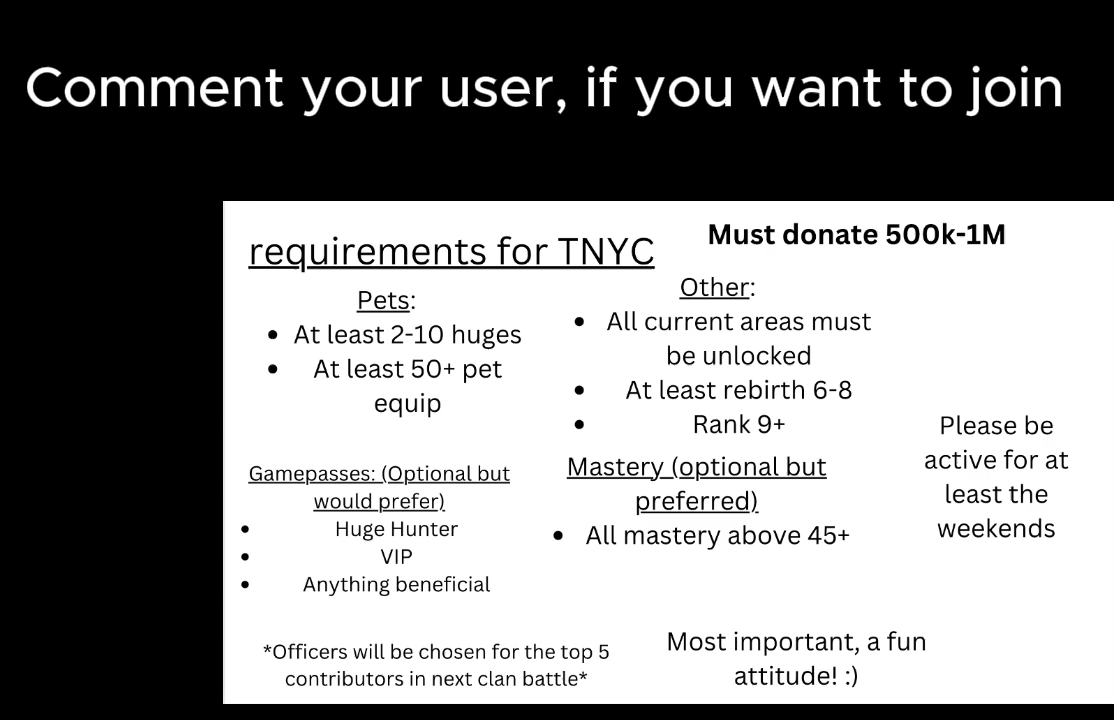 Comment your user, if you want to join
requirements for TNYC
Must donate 500k-1M
Pets:
• At least 2-10 huges
• At least 50+ pet
equip
Other:
• All current areas must
be unlocked
• At least rebirth 6-8
• Rank 9+
Gamepasses: (Optional but
would prefer)
• Huge Hunter
• VIP
• Anything beneficial
Mastery (optional but
preferred)
• All mastery above 45+
Please be
active for at
least the
weekends
*Officers will be chosen for the top 5
contributors in next clan battle*
Most important, a fun
attitude! :)